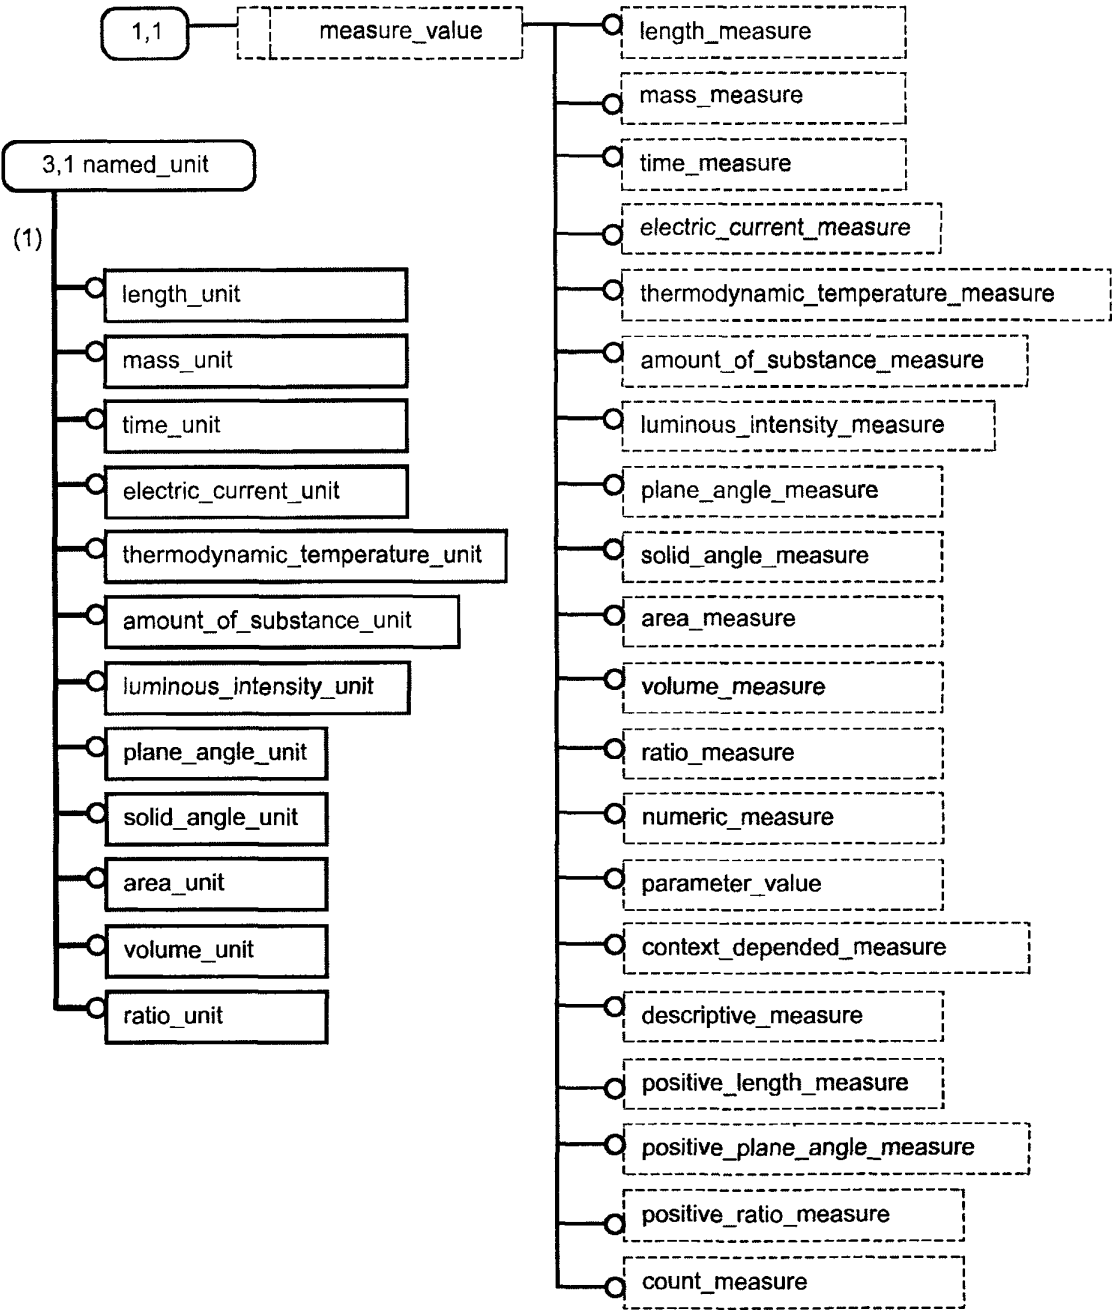 1,1
measure_value
3,1 named_unit
(1)
length_unit
mass_unit
time_unit
electric_current_unit
thermodynamic_temperature_unit
amount_of_substance_unit
luminous_intensity_unit
plane_angle_unit
solid_angle_unit
area_unit
volume_unit
ratio_unit
length_measure
mass_measure
time_measure
electric_current_measure
thermodynamic_temperature_measure
amount_of_substance_measure
luminous_intensity_measure
plane_angle_measure
solid_angle_measure
area_measure
volume_measure
ratio_measure
numeric_measure
parameter_value
context_depended_measure
descriptive_measure
positive_length_measure
positive_plane_angle_measure
positive_ratio_measure
count_measure